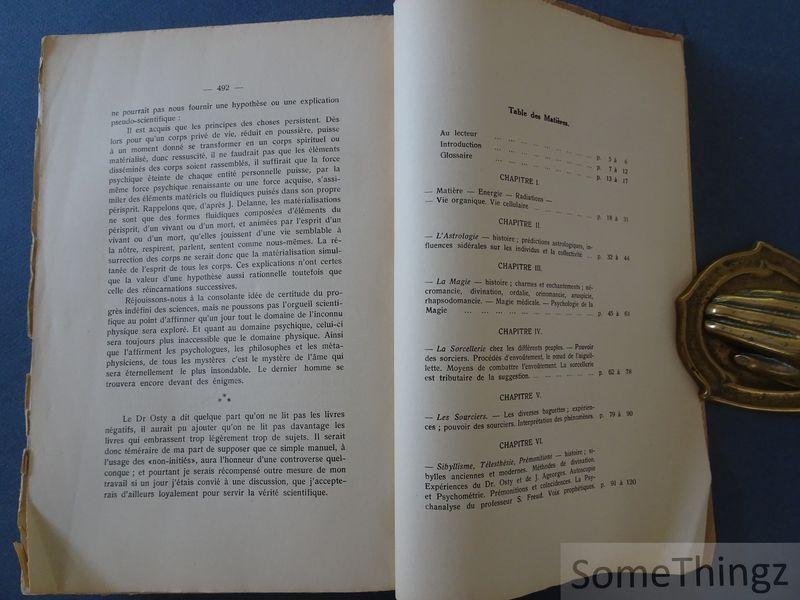 — 492 —
ne pourrait pas nous fournir une hypothèse ou une explication
pseudo-scientifique :
Il est acquis que les principes des choses persistent. Dès
lors pour qu'un corps privé de vie, réduit en poussière, puisse
à un moment donné se transformer en un corps spirituel ou
matérialisé, donc ressuscité, il ne faudrait pas que les éléments
disséminés des corps soient rassemblés, il suffirait que la force
psychique éteinte de chaque entité personnelle puisse, par la
même force psychique renaissante ou une force acquise, s'assi-
miler des éléments matériels ou fluidiques puisés dans son propre
périsprit. Rappelons que, d'après J. Delanne, les matérialisations
ne sont que des formes fluidiques composées d'éléments du
périsprit, d'un vivant ou d'un mort, et animées par l'esprit d'un
vivant ou d'un mort, qu'elles jouissent d'une vie semblable à
la nôtre, respirent, parlent, sentent comme nous-mêmes. La ré-
surrection des corps ne serait donc que la matérialisation simul-
tanée de l'esprit de tous les corps. Ces explications n'ont certes
que la valeur d'une hypothèse aussi rationnelle toutefois que
celle des réincarnations successives.
Réjouissons-nous à la consolante idée de certitude du pro-
grès indéfini des sciences, mais ne poussons pas l'orgueil scienti-
fique au point d'affirmer qu'un jour tout le domaine de l'inconnu
physique sera exploré. Et quant au domaine psychique, celui-ci
sera toujours plus inaccessible que le domaine physique. Ainsi
que l'affirment les psychologues, les philosophes et les méta-
physiciens, de tous les mystères c'est le mystère de l'âme qui
sera éternellement le plus insondable. Le dernier homme se
trouvera encore devant des énigmes.
Le Dr Osty a dit quelque part qu'on ne lit pas les livres
négatifs, il aurait pu ajouter qu'on ne lit pas davantage les
livres qui embrassent trop légèrement trop de sujets. Il serait
donc téméraire de ma part de supposer que ce simple manuel, à
l'usage des «non-initiés», aura l'honneur d'une controverse quel-
conque ; et pourtant je serais récompensé outre mesure de mon
travail si un jour j'étais convié à une discussion, que j'accepte-
rais d'ailleurs loyalement pour servir la vérité scientifique.
Table des Matières.
Au lecteur ... p. 5 à 6
Introduction ... p. 7 à 12
Glossaire ... p. 13 à 17
CHAPITRE I.
— Matière — Energie — Radiations —
— Vie organique. Vie cellulaire ... p. 18 à 31
CHAPITRE II.
— L'Astrologie — histoire ; prédictions astrologiques, in-
fluences sidérales sur les individus et la collectivité ... p. 32 à 44
CHAPITRE III.
— La Magie — histoire ; charmes et enchantements ; né-
cromancie, divination, ordalie, orinomancie, aruspicie,
rhapsodomancie. — Magie médicale. — Psychologie de la
Magie ... p. 45 à 61
CHAPITRE IV.
— La Sorcellerie chez les différents peuples. — Pouvoir
des sorciers. Procédés d'envoûtement, le nœud de l'aiguil-
lette. Moyens de combattre l'envoûtement. La sorcellerie
est tributaire de la suggestion. ... p. 62 à 78
CHAPITRE V.
— Les Sourciers. — Les diverses baguettes ; expérien-
ces ; pouvoir des sourciers. Interprétation des phénomènes p. 79 à 90
CHAPITRE VI.
— Sibyllisme, Télesthésie, Prémonitions — histoire ; si-
bylles anciennes et modernes. Méthodes de divination.
Expériences du Dr. Osty et de J. Ageorges. Autoscopie
et Psychométrie. Prémonitions et coïncidences. La Psy-
chanalyse du professeur S. Freud. Voix prophétiques. p. 91 à 120
SomeThingz